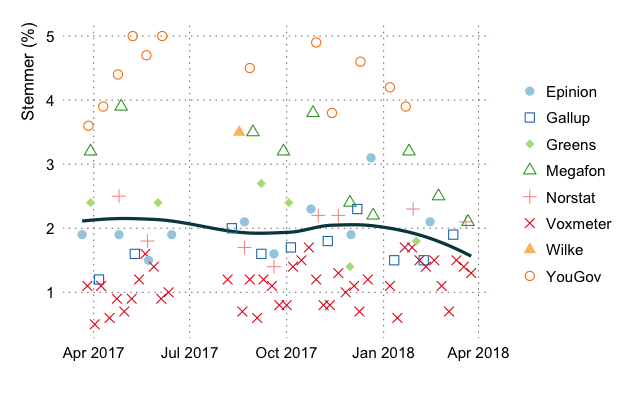 Stemmer (%)
5
4
3
2
1
Apr 2017 Jul 2017 Oct 2017 Jan 2018 Apr 2018
Epinion
Gallup
Greens
Megafon
Norstat
Voxmeter
Wilke
YouGov